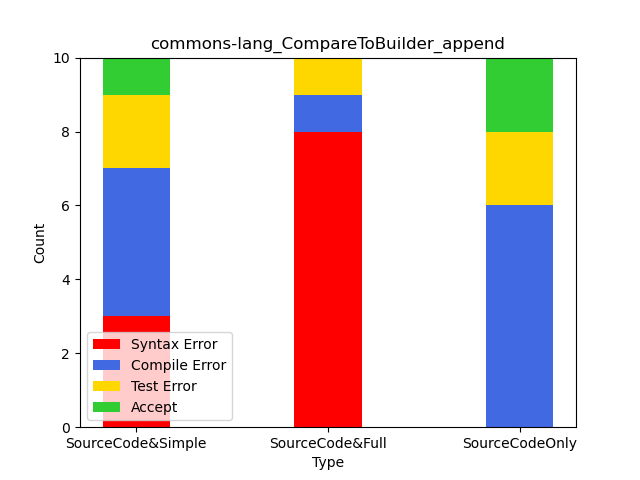 commons-lang_CompareToBuilder_append
10
8
6
4
2
0
Count
Syntax Error
Compile Error
Test Error
Accept
SourceCode&Simple
SourceCode&Full
SourceCodeOnly
Type